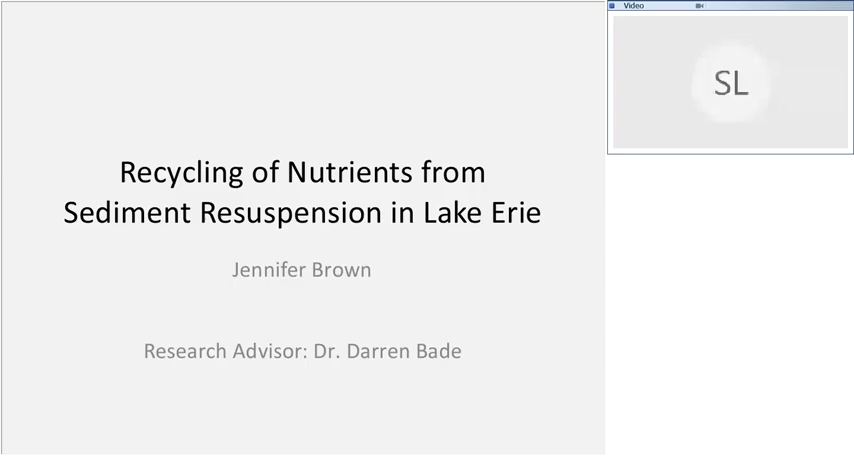 Recycling of Nutrients from
Sediment Resuspension in Lake Erie
Jennifer Brown
Research Advisor: Dr. Darren Bade
Video
SL